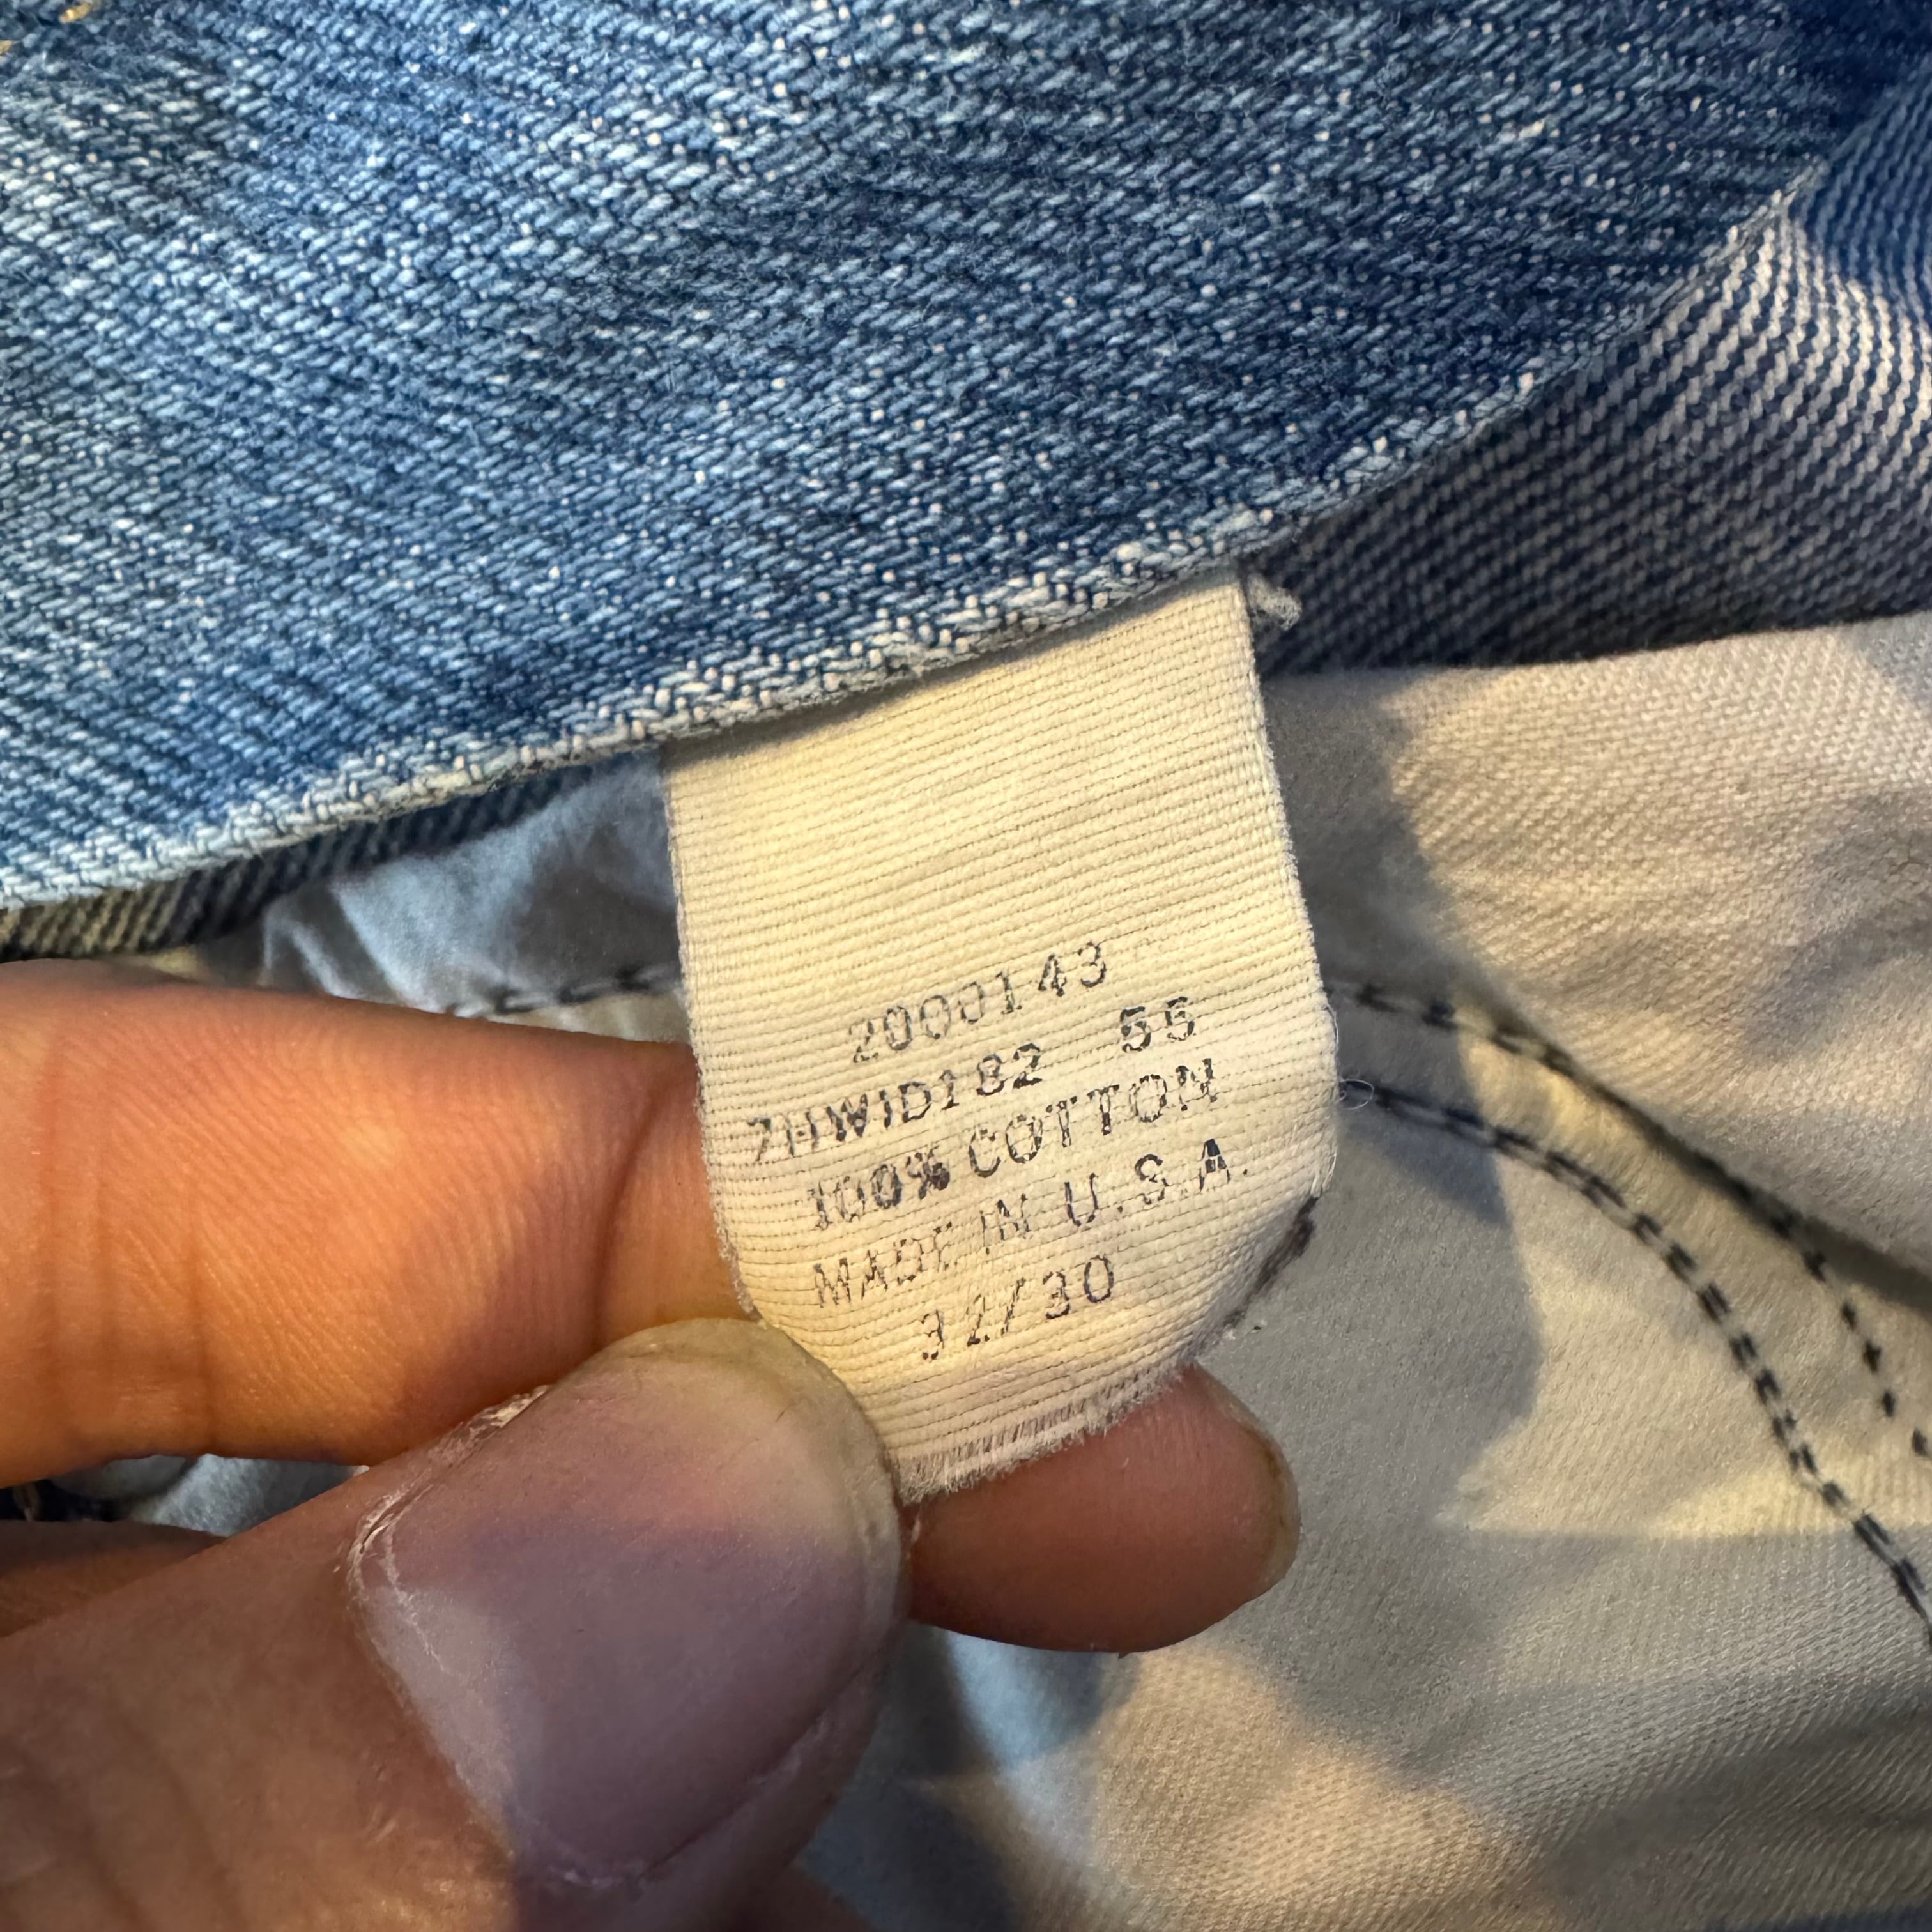 2000143
7HWID182 55
100% COTTON
MADE IN U.S.A.
32/30